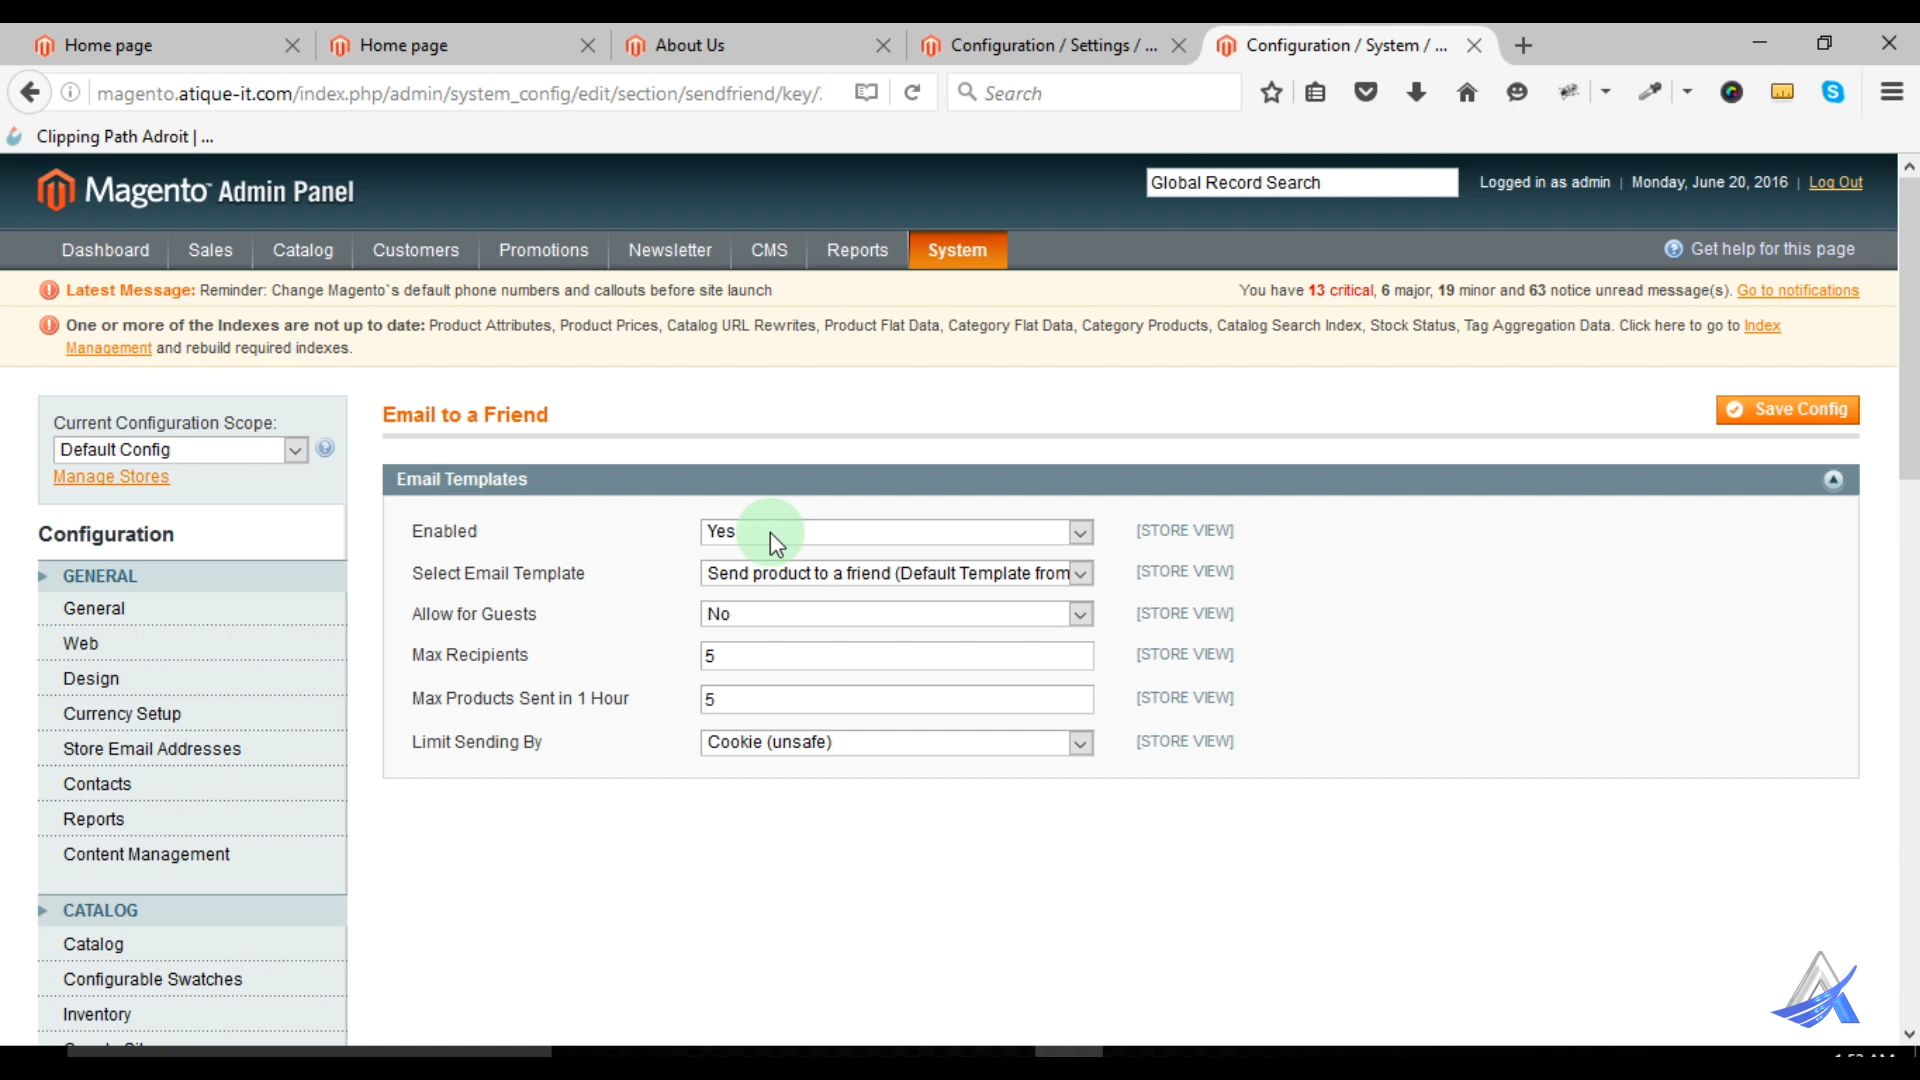 Home page
Home page
About Us
Configuration / Settings / ...
Configuration / System / ...
magento.atique-it.com/index.php/admin/system_config/edit/section/sendfriend/key/
Search
Clipping Path Adroit | ...
Magento Admin Panel
Global Record Search
Logged in as admin | Monday, June 20, 2016 | Log Out
Dashboard
Sales
Catalog
Customers
Promotions
Newsletter
CMS
Reports
System
Get help for this page
Latest Message: Reminder: Change Magento`s default phone numbers and callouts before site launch
You have 13 critical, 6 major, 19 minor and 63 notice unread message(s). Go to notifications
One or more of the Indexes are not up to date: Product Attributes, Product Prices, Catalog URL Rewrites, Product Flat Data, Category Flat Data, Category Products, Catalog Search Index, Stock Status, Tag Aggregation Data. Click here to go to Index
Management and rebuild required indexes.
Current Configuration Scope:
Default Config
Manage Stores
Configuration
GENERAL
General
Web
Design
Currency Setup
Store Email Addresses
Contacts
Reports
Content Management
CATALOG
Catalog
Configurable Swatches
Inventory
Email to a Friend
Save Config
Email Templates
Enabled
Yes
[STORE VIEW]
Select Email Template
Send product to a friend (Default Template from
[STORE VIEW]
Allow for Guests
No
[STORE VIEW]
Max Recipients
5
[STORE VIEW]
Max Products Sent in 1 Hour
5
[STORE VIEW]
Limit Sending By
Cookie (unsafe)
[STORE VIEW]